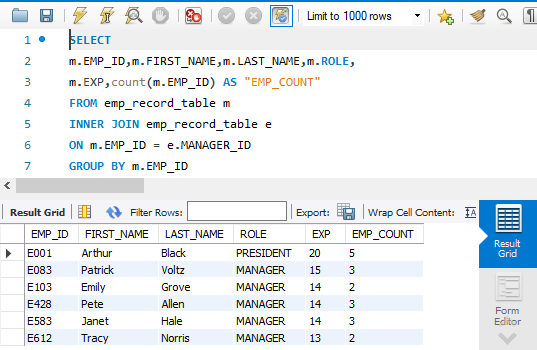 Limit to 1000 rows
1 SELECT
2 m.EMP_ID,m.FIRST_NAME,m.LAST_NAME,m.ROLE,
3 m.EXP,count(m.EMP_ID) AS "EMP_COUNT"
4 FROM emp_record_table m
5 INNER JOIN emp_record_table e
6 ON m.EMP_ID = e.MANAGER_ID
7 GROUP BY m.EMP_ID
Result Grid Filter Rows: Export: Wrap Cell Content:
EMP_ID FIRST_NAME LAST_NAME ROLE EXP EMP_COUNT
E001 Arthur Black PRESIDENT 20 5
E083 Patrick Voltz MANAGER 15 3
E103 Emily Grove MANAGER 14 2
E428 Pete Allen MANAGER 14 3
E583 Janet Hale MANAGER 14 3
E612 Tracy Norris MANAGER 13 2
Result
Grid
Form
Editor